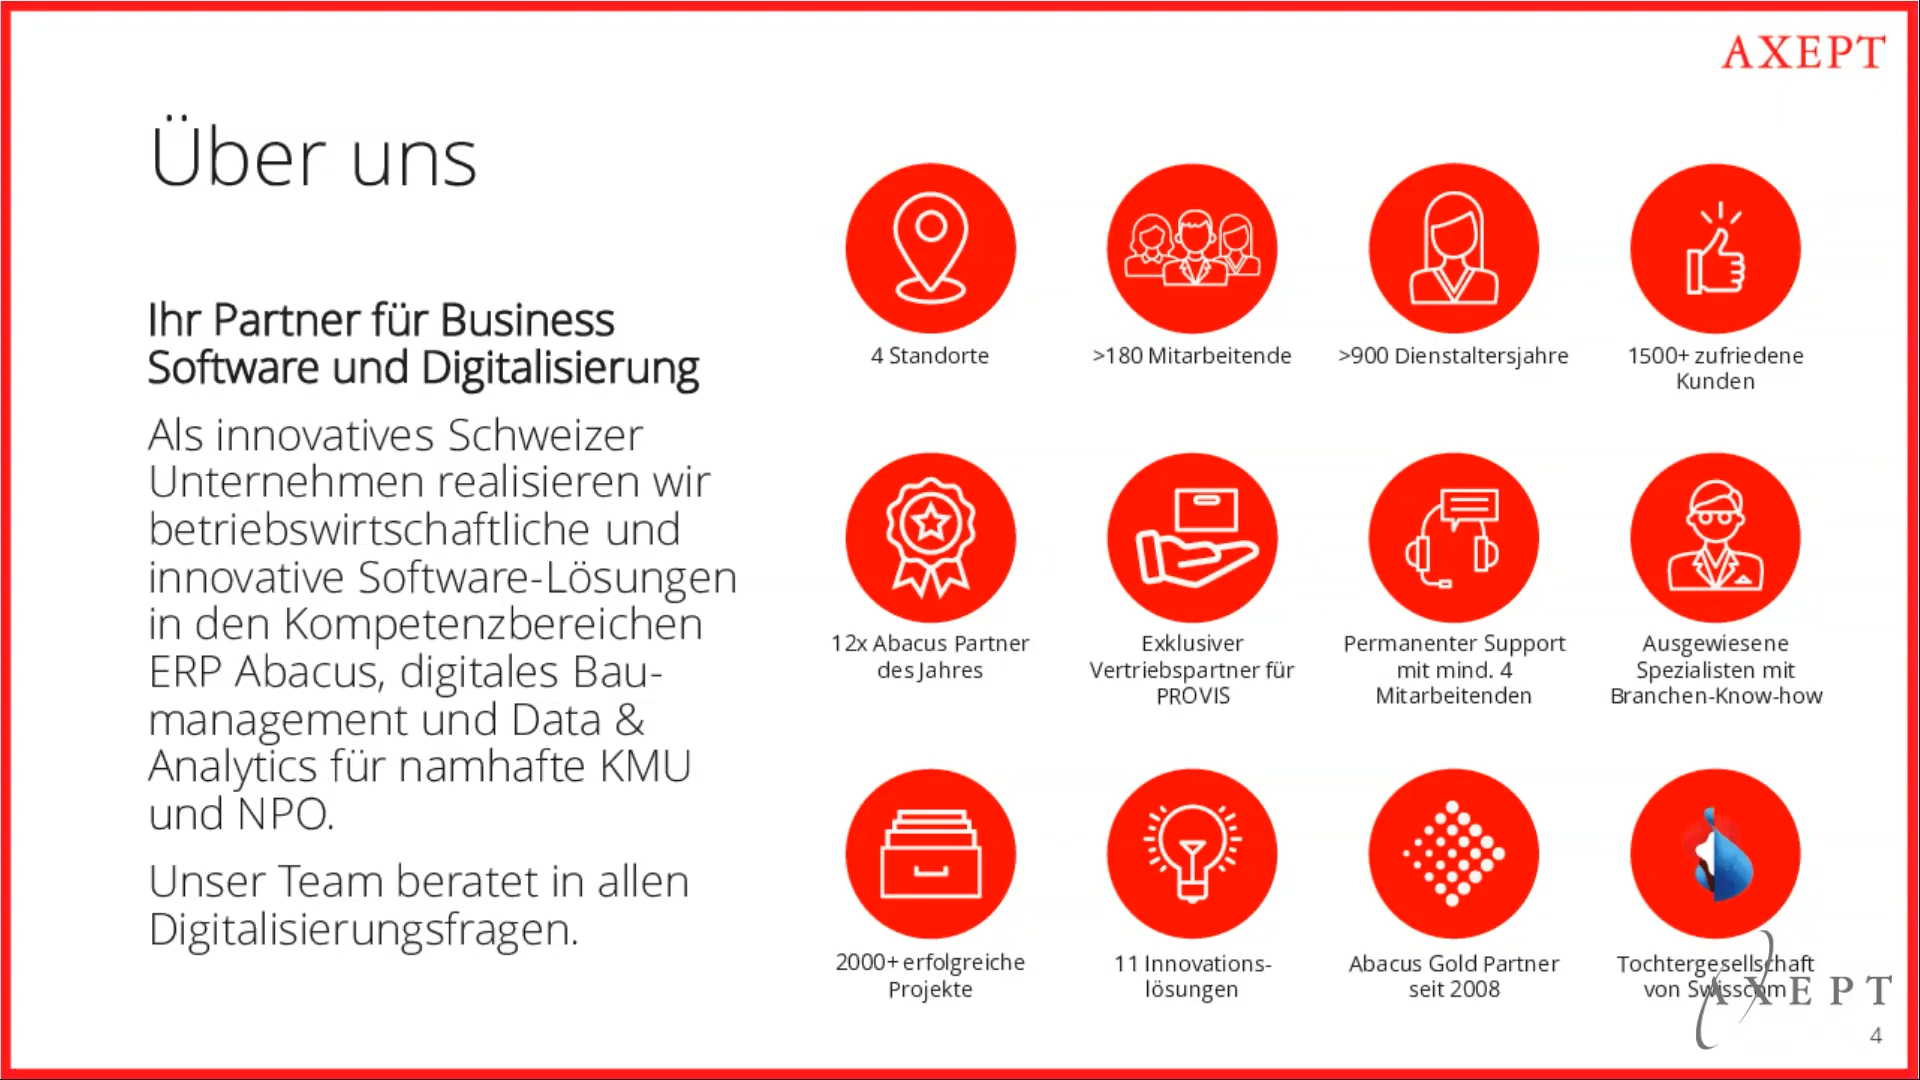 AXEPT
Über uns
Ihr Partner für Business
Software und Digitalisierung
Als innovatives Schweizer
Unternehmen realisieren wir
betriebswirtschaftliche und
innovative Software-Lösungen
in den Kompetenzbereichen
ERP Abacus, digitales Bau-
management und Data &
Analytics für namhafte KMU
und NPO.
Unser Team beratet in allen
Digitalisierungsfragen.
4 Standorte
>180 Mitarbeitende
>900 Dienstaltersjahre
1500+ zufriedene
Kunden
12x Abacus Partner
des Jahres
Exklusiver
Vertriebspartner für
PROVIS
Permanenter Support
mit mind. 4
Mitarbeitenden
Ausgewiesene
Spezialisten mit
Branchen-Know-how
2000+ erfolgreiche
Projekte
11 Innovations-
lösungen
Abacus Gold Partner
seit 2008
Tochtergesellschaft
von Swisscom
AXEPT
4